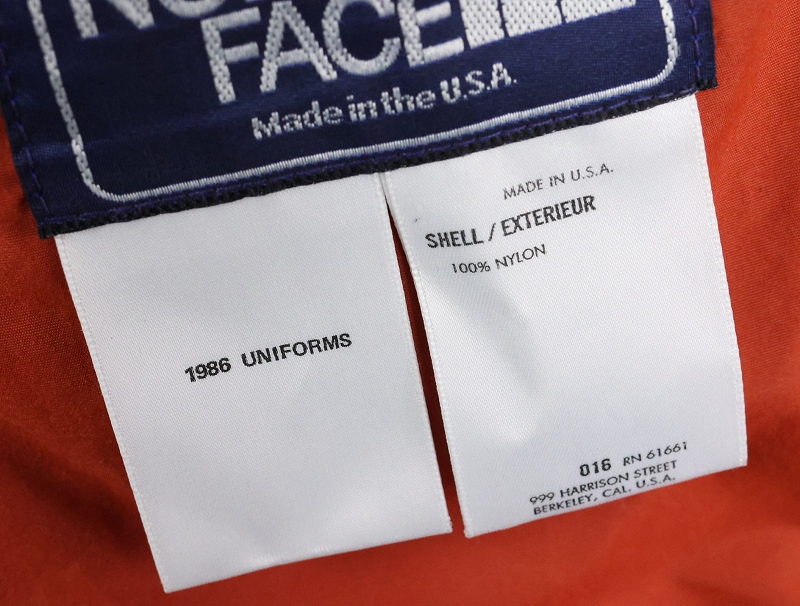 FACE
Made in the U.S.A.
1986 UNIFORMS
MADE IN U.S.A.
SHELL / EXTERIEUR
100% NYLON
016 RN 61661
999 HARRISON STREET
BERKELEY, CAL. U.S.A.